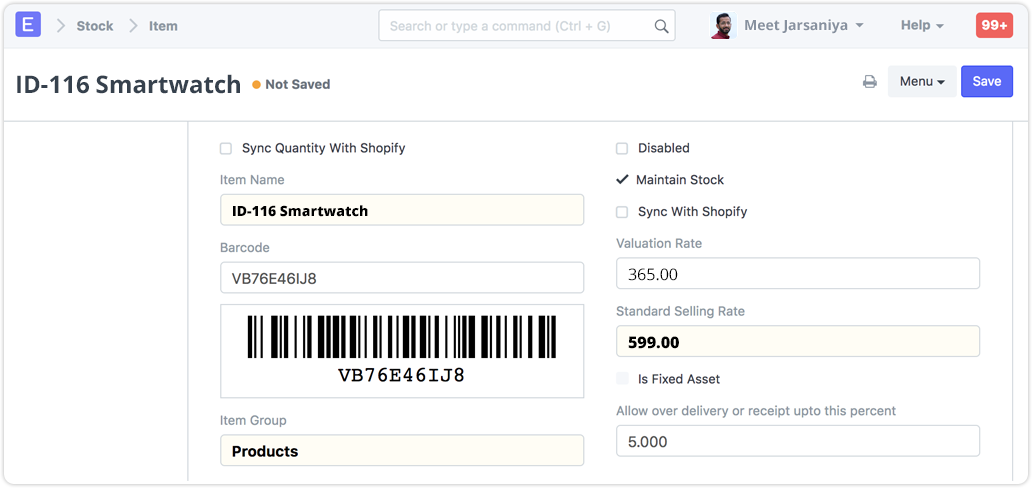 E Stock Item Search or type a command (Ctrl + G) Meet Jarsaniya Help 99+
ID-116 Smartwatch Not Saved Menu Save
Sync Quantity With Shopify
Item Name
ID-116 Smartwatch
Barcode
VB76E46IJ8
VB76E46IJ8
Item Group
Products
Disabled
Maintain Stock
Sync With Shopify
Valuation Rate
365.00
Standard Selling Rate
599.00
Is Fixed Asset
Allow over delivery or receipt upto this percent
5.000